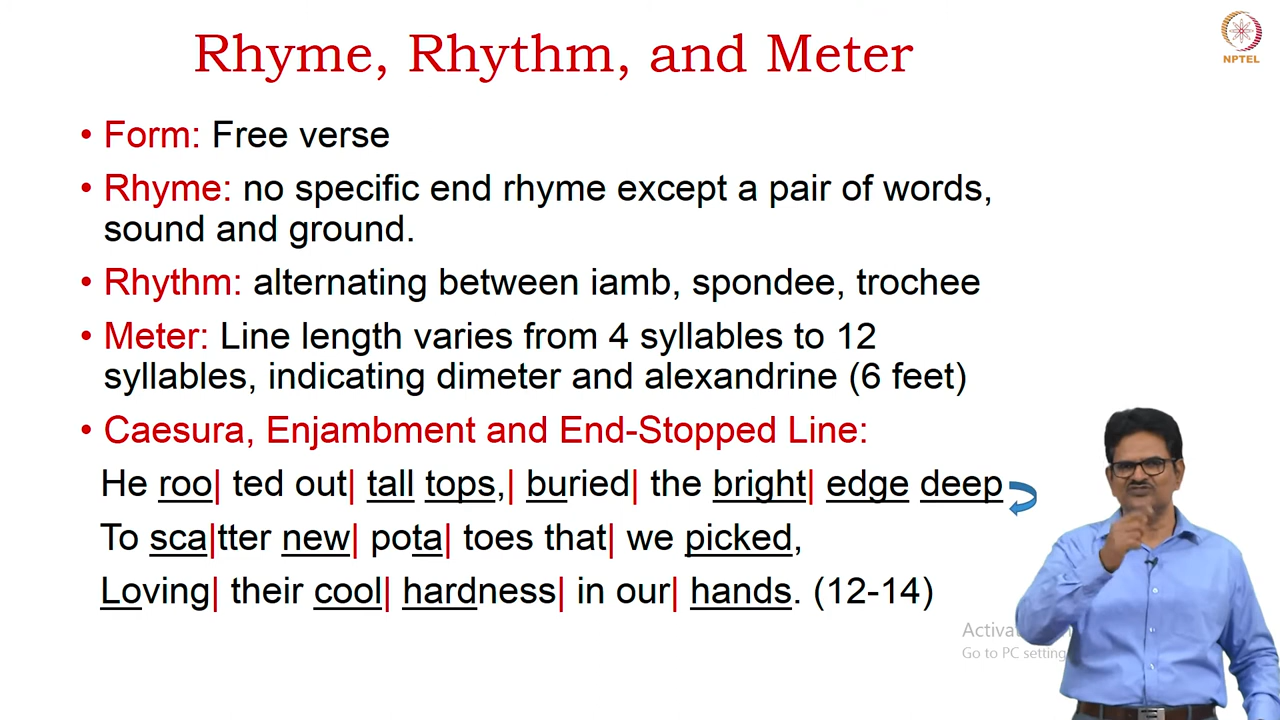 Rhyme, Rhythm, and Meter
NPTEL
• Form: Free verse
• Rhyme: no specific end rhyme except a pair of words,
sound and ground.
• Rhythm: alternating between iamb, spondee, trochee
• Meter: Line length varies from 4 syllables to 12
syllables, indicating dimeter and alexandrine (6 feet)
• Caesura, Enjambment and End-Stopped Line:
He roo| ted out| tall tops,| buried| the bright| edge deep
To sca|tter new| pota| toes that| we picked,
Loving| their cool| hardness| in our| hands. (12-14)
Go to PC setting